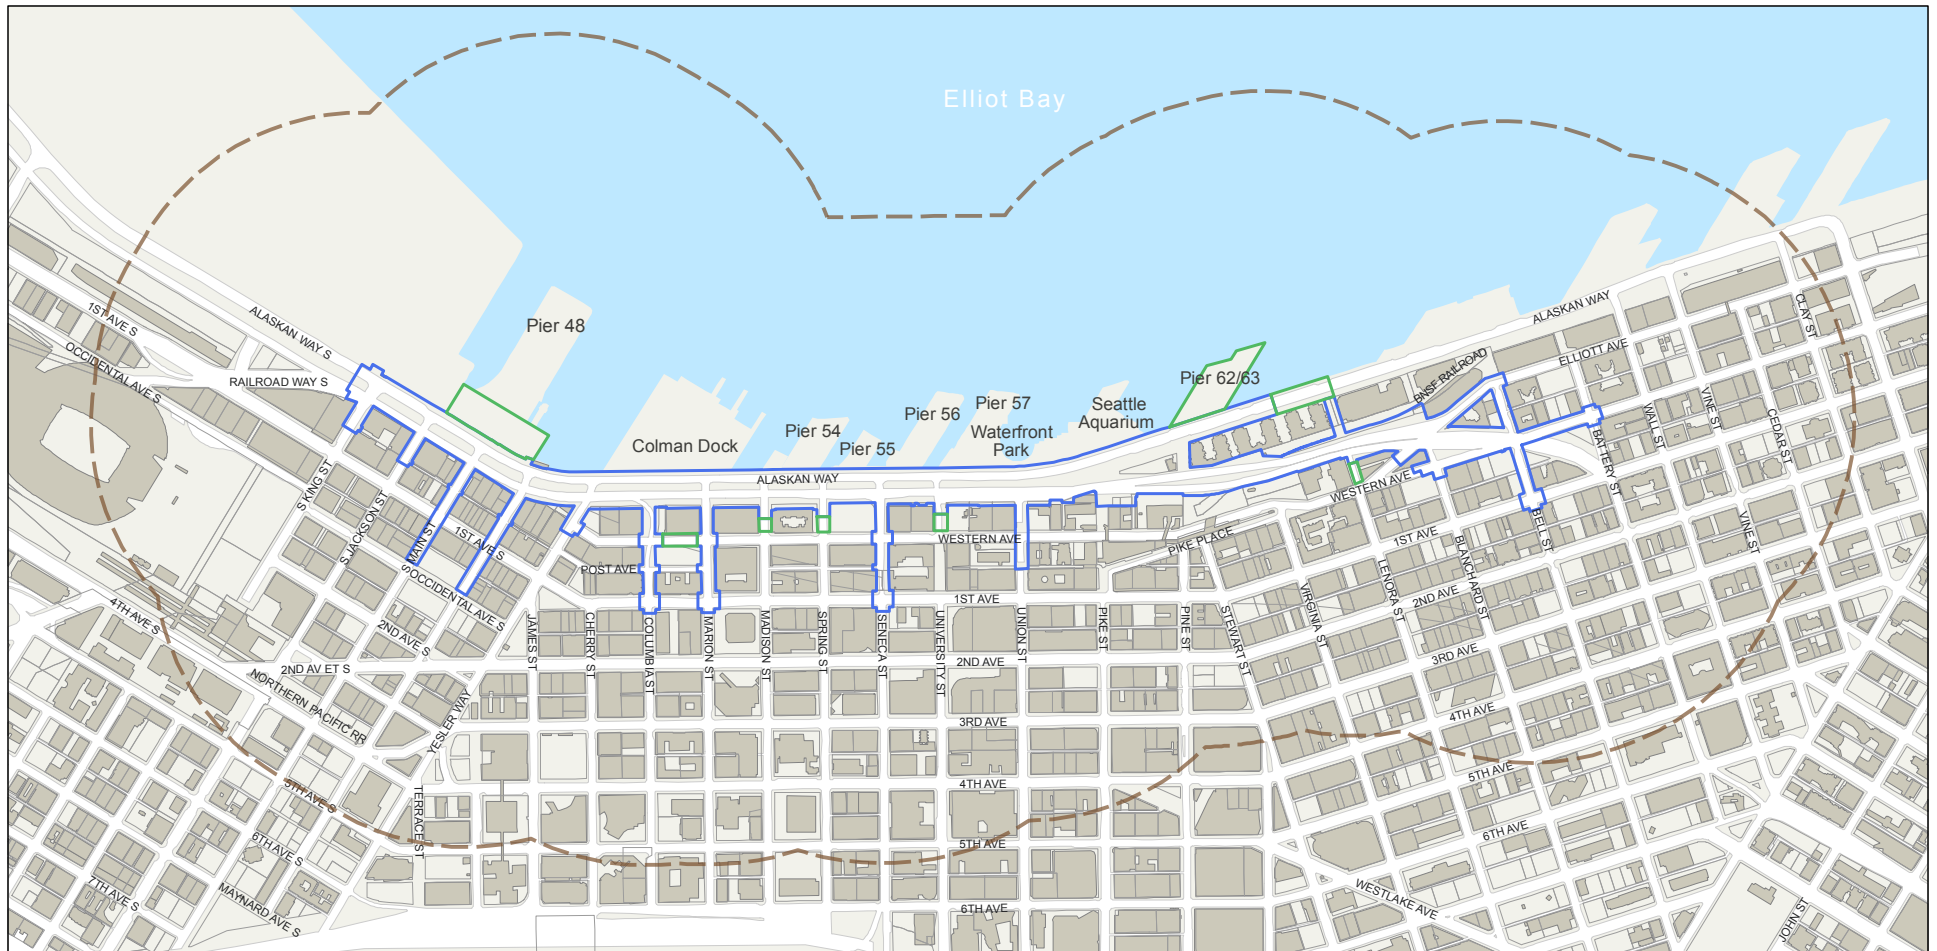 Elliot Bay
Pier 48
Colman Dock
Pier 54
Pier 55
Pier 56
Pier 57
Waterfront
Park
Seattle
Aquarium
Pier 62/63
1ST AVE S
OCCIDENTAL AVE S
ALASKAN WAY S
RAILROAD WAY S
ALASKAN WAY
ALASKAN WAY
ELLIOTT AVE
BNSF RAILROAD
CLAY ST
VINE ST
WALL ST
CEDAR ST
BATTERY ST
BELL ST
VINE ST
S KING ST
S JACKSON ST
S MAIN ST
1ST AVE S
S OCCIDENTAL AVE S
2ND AVE S
4TH AVE S
2ND AV ET S
NORTHERN PACIFIC RR
YESLER WAY
5TH AVE S
6TH AVE S
7TH AVE S
MAYNARD AVE S
TERRACE ST
JAMES ST
CHERRY ST
COLUMBIA ST
MARION ST
MADISON ST
SPRING ST
SENECA ST
UNIVERSITY ST
UNION ST
PIKE ST
PINE ST
STEWART ST
VIRGINIA ST
LENORA ST
BLANCHARD ST
POST AVE
WESTERN AVE
WESTERN AVE
PIKE PLACE
1ST AVE
1ST AVE
2ND AVE
2ND AVE
3RD AVE
3RD AVE
4TH AVE
4TH AVE
5TH AVE
5TH AVE
6TH AVE
6TH AVE
WESTLAKE AVE
JOHN ST